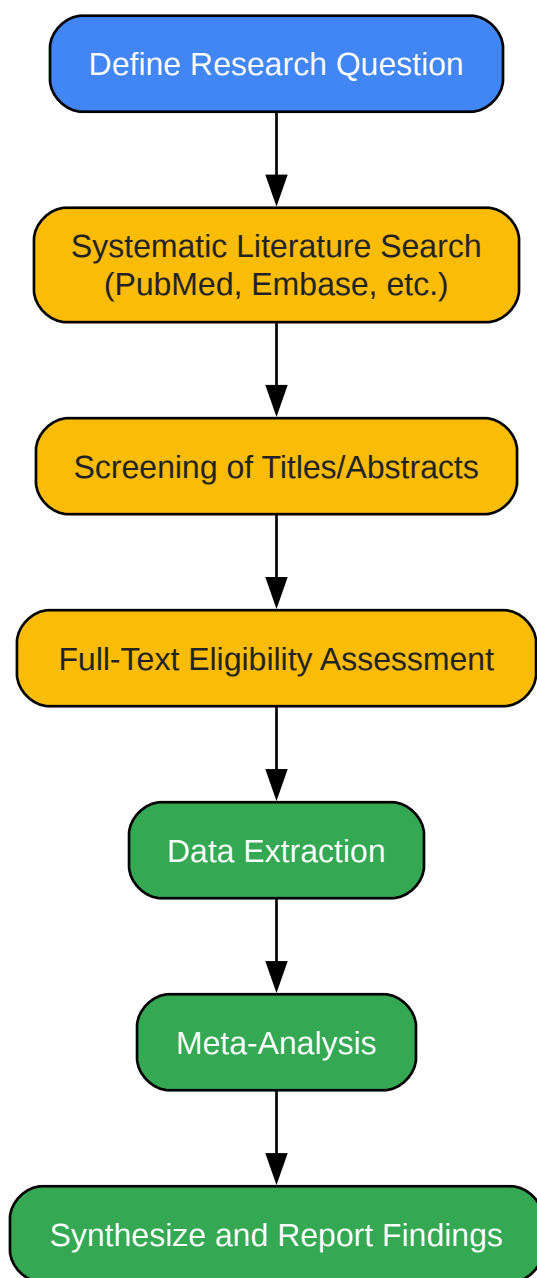 Define Research Question
Systematic Literature Search
(PubMed, Embase, etc.)
Screening of Titles/Abstracts
Full-Text Eligibility Assessment
Data Extraction
Meta-Analysis
Synthesize and Report Findings